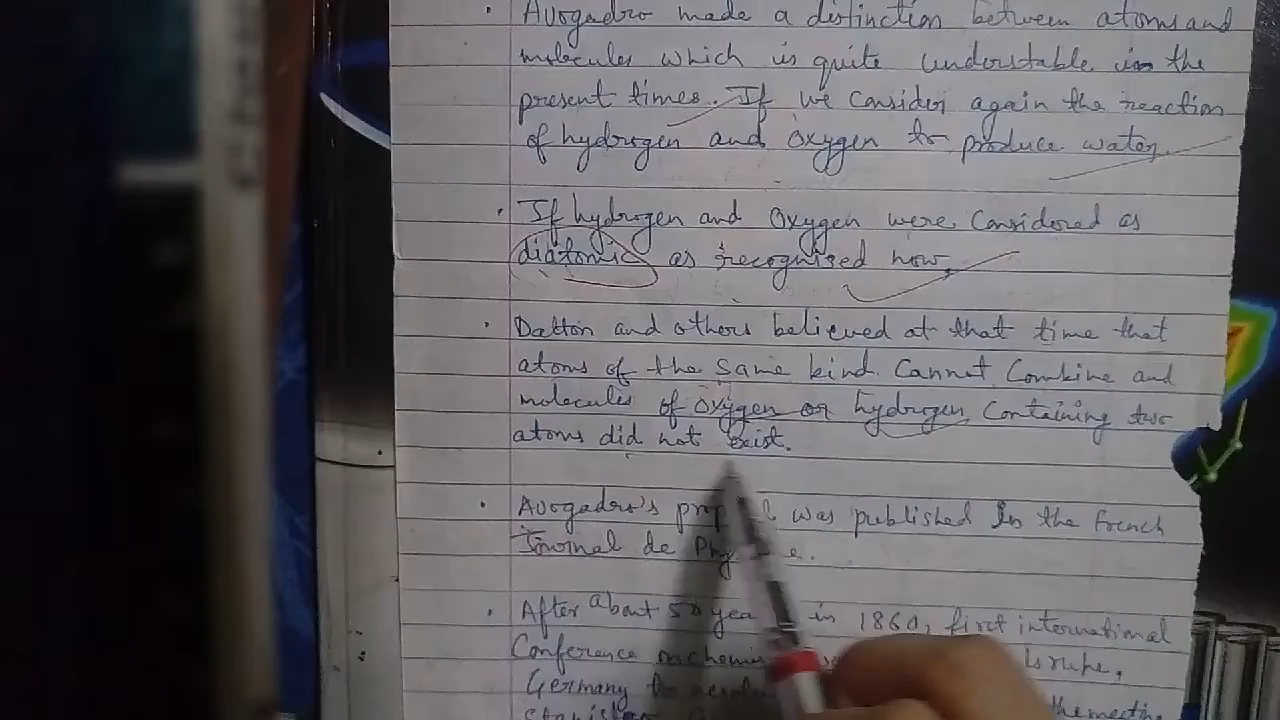 . Avogadro made a distinction between atoms and
molecules which is quite understable in the
present times. If we consider again the reaction
of hydrogen and Oxygen to produce water.
. If hydrogen and Oxygen were Considered as
diatomic as recognised now.
. Dalton and others believed at that time that
atoms of the same kind Cannot Combine and
molecules of oxygen or hydrogen Containing two
atoms did not exist.
. Avogadro's was published In the French
Journal de
. After about 50 in 1860, first international
Conference
Germany
the meeting